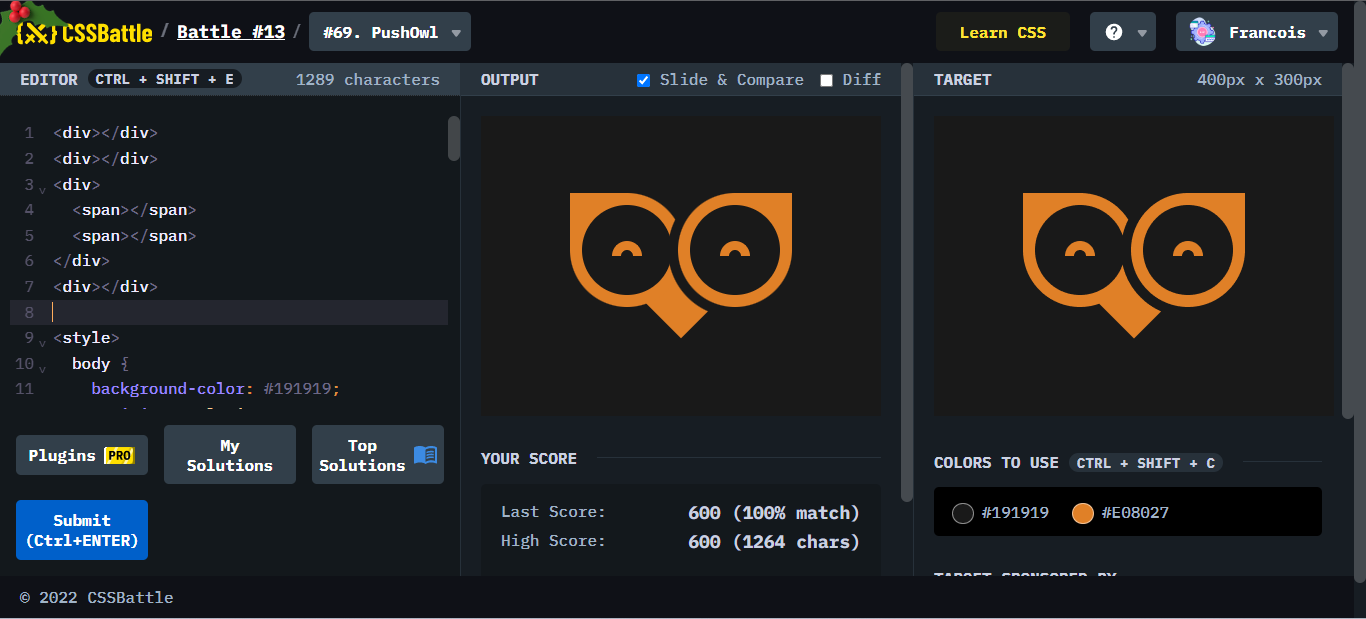 {X} CSSBattle / Battle #13 / #69. PushOwl ▼
Learn CSS
? ▼
Francois ▼
EDITOR CTRL + SHIFT + E 1289 characters
1 <div></div>
2 <div></div>
3 <div>
4 <span></span>
5 <span></span>
6 </div>
7 <div></div>
8
9 <style>
10 body {
11 background-color: #191919;
Plugins PRO
My
Solutions
Top
Solutions
Submit
(Ctrl+ENTER)
OUTPUT Slide & Compare Diff
YOUR SCORE
Last Score: 600 (100% match)
High Score: 600 (1264 chars)
TARGET 400px x 300px
COLORS TO USE CTRL + SHIFT + C
#191919 #E08027
TARGET SPONSORED BY
© 2022 CSSBattle